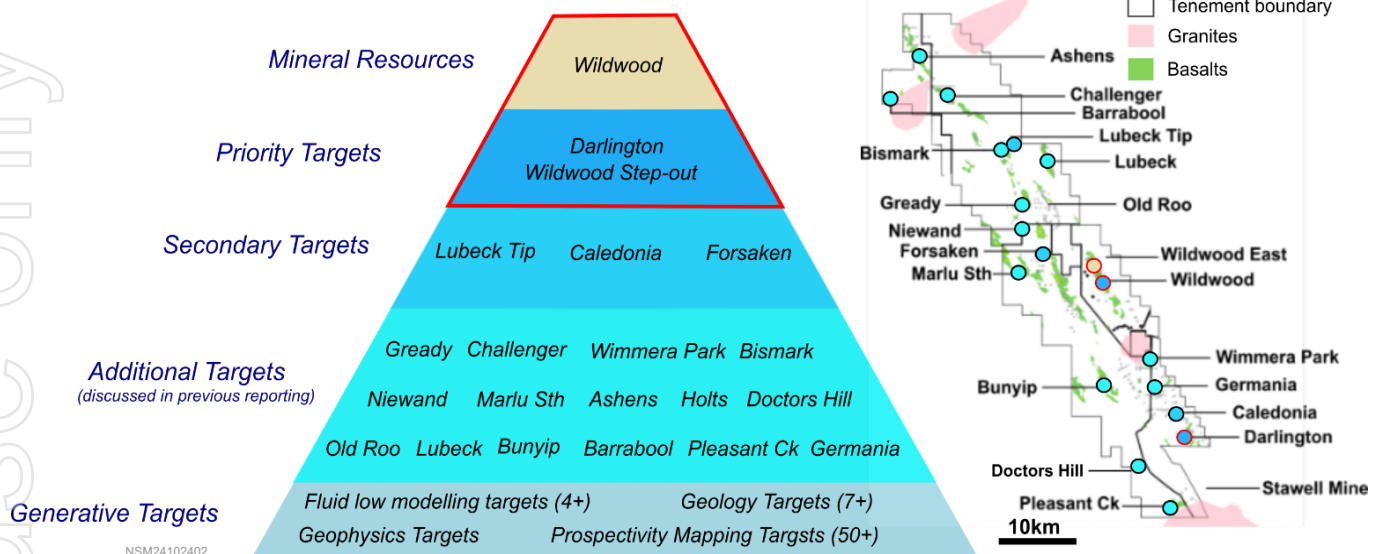 Mineral Resources
Wildwood
Priority Targets
Darlington
Wildwood Step-out
Secondary Targets
Lubeck Tip Caledonia Forsaken
Additional Targets
(discussed in previous reporting)
Gready Challenger Wimmera Park Bismark
Niewand Marlu Sth Ashens Holts Doctors Hill
Old Roo Lubeck Bunyip Barrabool Pleasant Ck Germania
Generative Targets
Fluid low modelling targets (4+) Geology Targets (7+)
Geophysics Targets Prospectivity Mapping Targsts (50+)
NSM24102402
Tenement boundary
Granites
Basalts
Ashens
Challenger
Barrabool
Lubeck Tip
Bismark
Lubeck
Gready
Old Roo
Niewand
Forsaken
Wildwood East
Marlu Sth
Wildwood
Wimmera Park
Bunyip
Germania
Caledonia
Darlington
Doctors Hill
Stawell Mine
Pleasant Ck
10km